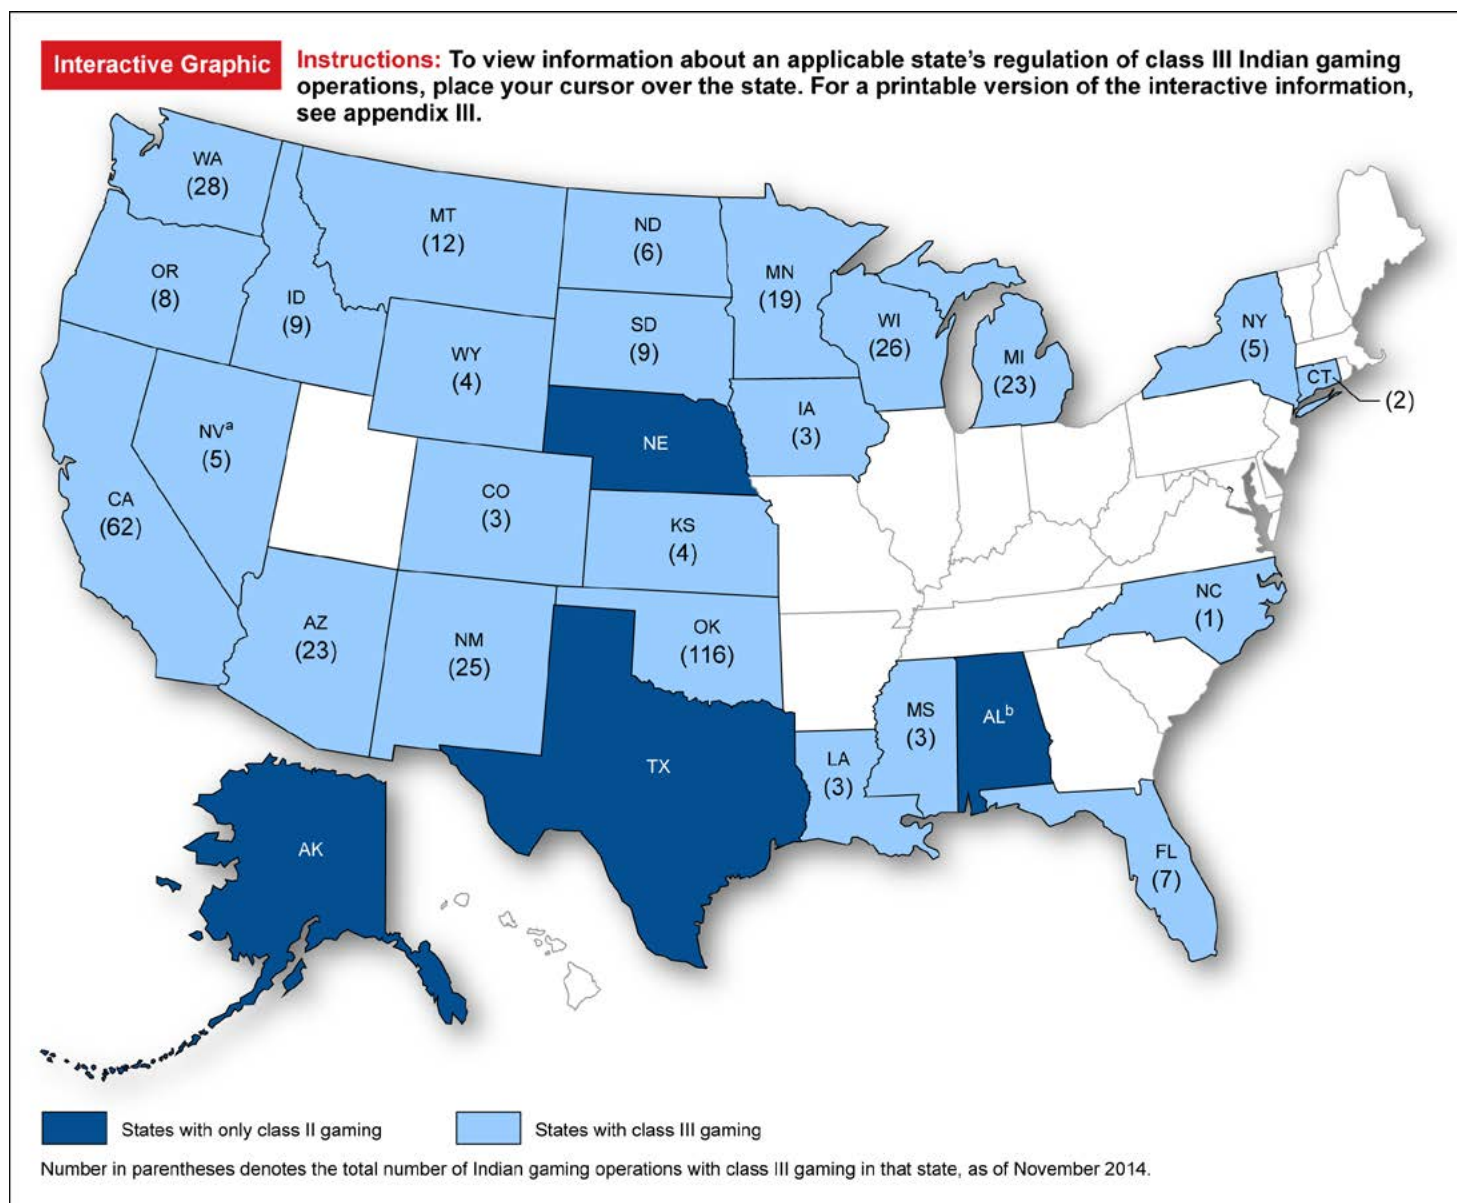 Interactive Graphic
Instructions: To view information about an applicable state's regulation of class III Indian gaming
operations, place your cursor over the state. For a printable version of the interactive information,
see appendix III.
WA
(28)
MT
(12)
ND
(6)
MN
(19)
OR
(8)
ID
(9)
SD
(9)
WI
(26)
NY
(5)
WY
(4)
MI
(23)
CT
(2)
IA
(3)
NVa
(5)
NE
CA
(62)
CO
(3)
KS
(4)
NC
(1)
AZ
(23)
NM
(25)
OK
(116)
MS
(3)
ALb
LA
(3)
TX
AK
FL
(7)
States with only class II gaming
States with class III gaming
Number in parentheses denotes the total number of Indian gaming operations with class III gaming in that state, as of November 2014.